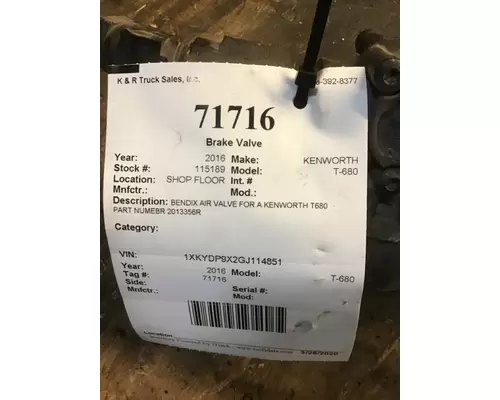 K & R Truck Sales, Inc. -392-8377
71716
Brake Valve
Year: 2016 Make: KENWORTH
Stock #: 115189 Model: T-680
Location: SHOP FLOOR Int. #
Mnfctr.: Mod.:
Description: BENDIX AIR VALVE FOR A KENWORTH T680
PART NUMEBR 2013356R
Category:
VIN: 1XKYDP9X2GJ114851
Year: 2016 Model: T-680
Tag #: 71716
Side: Serial #:
Mnfctr.: Mod:
Location